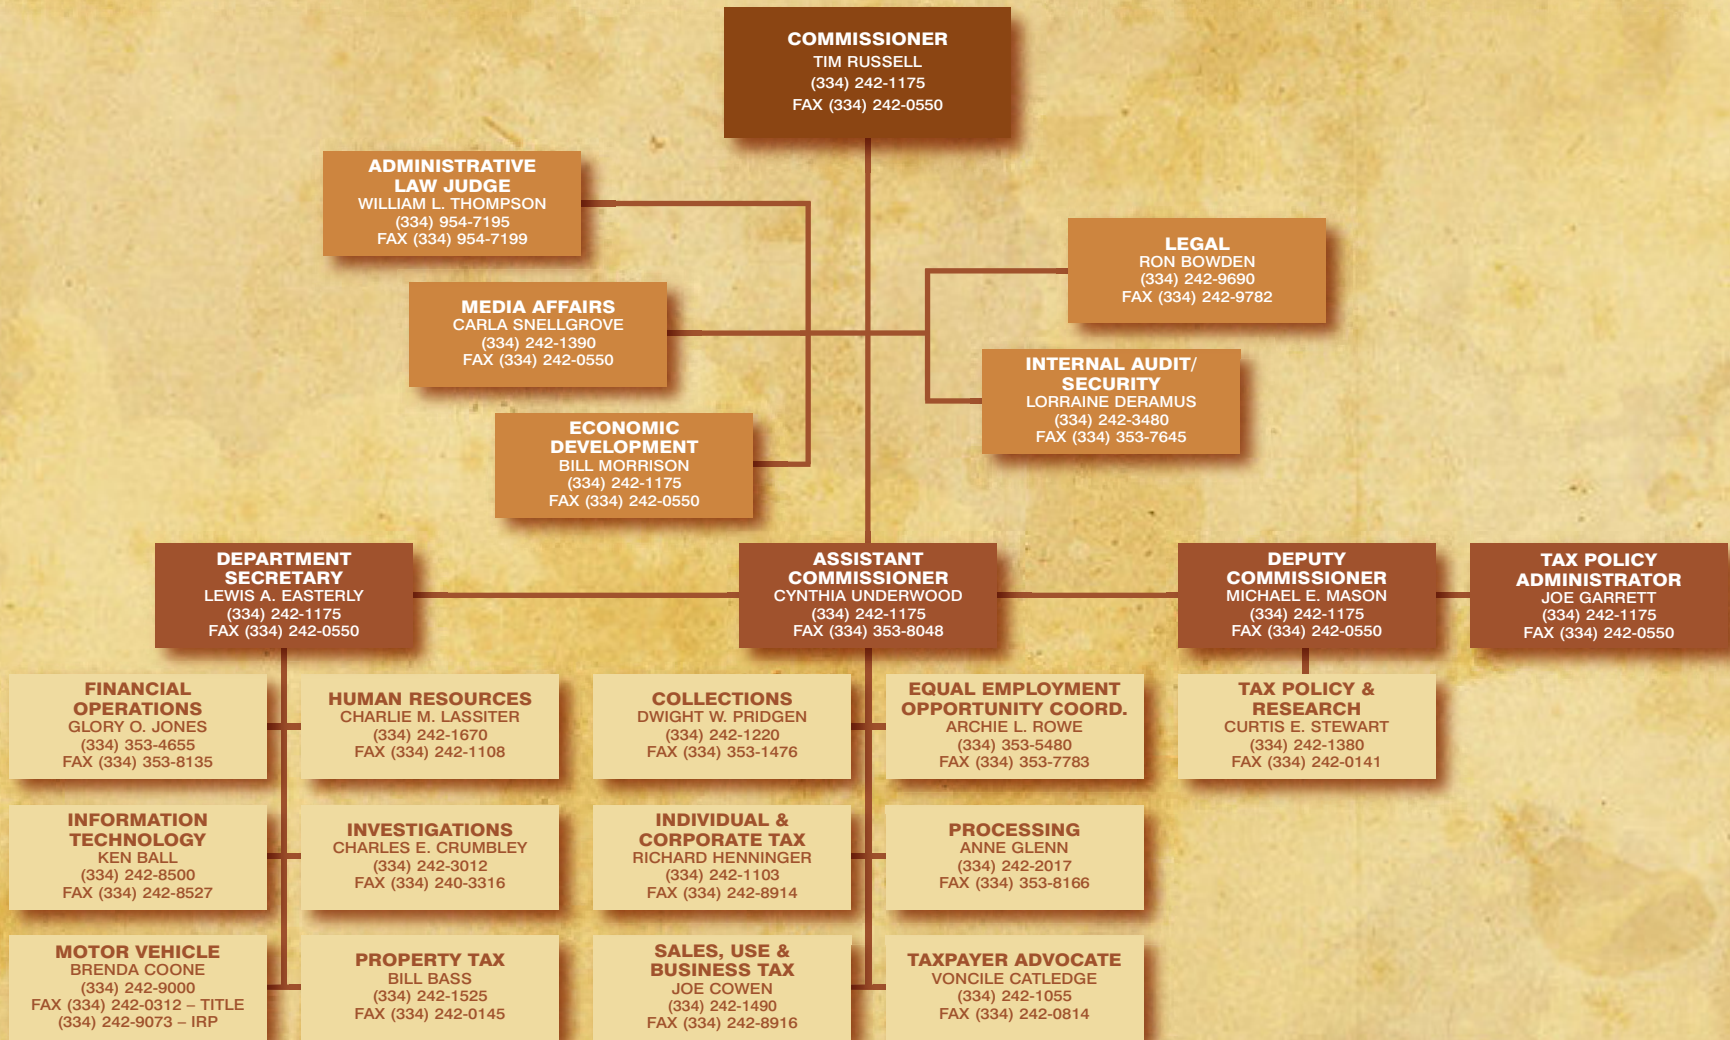 COMMISSIONER
TIM RUSSELL
(334) 242-1175
FAX (334) 242-0550
ADMINISTRATIVE
LAW JUDGE
WILLIAM L. THOMPSON
(334) 954-7195
FAX (334) 954-7199
LEGAL
RON BOWDEN
(334) 242-9690
FAX (334) 242-9782
MEDIA AFFAIRS
CARLA SNELLGROVE
(334) 242-1390
FAX (334) 242-0550
INTERNAL AUDIT/
SECURITY
LORRAINE DERAMUS
(334) 242-3480
FAX (334) 353-7645
ECONOMIC
DEVELOPMENT
BILL MORRISON
(334) 242-1175
FAX (334) 242-0550
DEPARTMENT
SECRETARY
LEWIS A. EASTERLY
(334) 242-1175
FAX (334) 242-0550
ASSISTANT
COMMISSIONER
CYNTHIA UNDERWOOD
(334) 242-1175
FAX (334) 353-8048
DEPUTY
COMMISSIONER
MICHAEL E. MASON
(334) 242-1175
FAX (334) 242-0550
TAX POLICY
ADMINISTRATOR
JOE GARRETT
(334) 242-1175
FAX (334) 242-0550
FINANCIAL
OPERATIONS
GLORY O. JONES
(334) 353-4655
FAX (334) 353-8135
HUMAN RESOURCES
CHARLIE M. LASSITER
(334) 242-1670
FAX (334) 242-1108
COLLECTIONS
DWIGHT W. PRIDGEN
(334) 242-1220
FAX (334) 353-1476
EQUAL EMPLOYMENT
OPPORTUNITY COORD.
ARCHIE L. ROWE
(334) 353-5480
FAX (334) 353-7783
TAX POLICY &
RESEARCH
CURTIS E. STEWART
(334) 242-1380
FAX (334) 242-0141
INFORMATION
TECHNOLOGY
KEN BALL
(334) 242-8500
FAX (334) 242-8527
INVESTIGATIONS
CHARLES E. CRUMBLEY
(334) 242-3012
FAX (334) 240-3316
INDIVIDUAL &
CORPORATE TAX
RICHARD HENNINGER
(334) 242-1103
FAX (334) 242-8914
PROCESSING
ANNE GLENN
(334) 242-2017
FAX (334) 353-8166
MOTOR VEHICLE
BRENDA COONE
(334) 242-9000
FAX (334) 242-0312 – TITLE
(334) 242-9073 – IRP
PROPERTY TAX
BILL BASS
(334) 242-1525
FAX (334) 242-0145
SALES, USE &
BUSINESS TAX
JOE COWEN
(334) 242-1490
FAX (334) 242-8916
TAXPAYER ADVOCATE
VONCILE CATLEDGE
(334) 242-1055
FAX (334) 242-0814